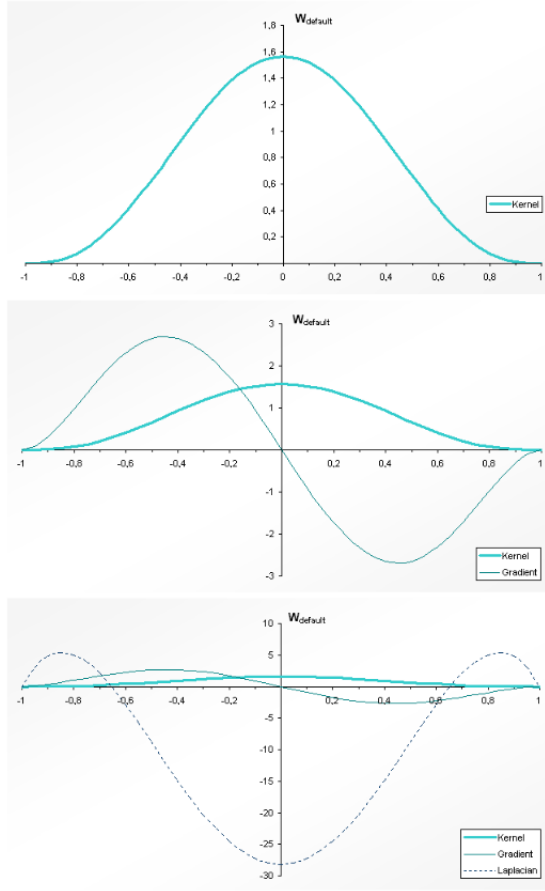 Wdefault
1,8
1,6
1,4
1,2
1
0,8
0,6
0,4
0,2
Kernel
-1 -0,8 -0,6 -0,4 -0,2 0 0,2 0,4 0,6 0,8 1
Wdefault
3
2
1
-1 -0,8 -0,6 -0,4 -0,2 0,2 0,4 0,6 0,8 1
-1
-2
-3
Kernel
Gradient
Wdefault
10
5
0
-1 -0,8 -0,6 -0,4 -0,2 0 0,2 0,4 0,6 0,8 1
-5
-10
-15
-20
-25
-30
Kernel
Gradient
Laplacian